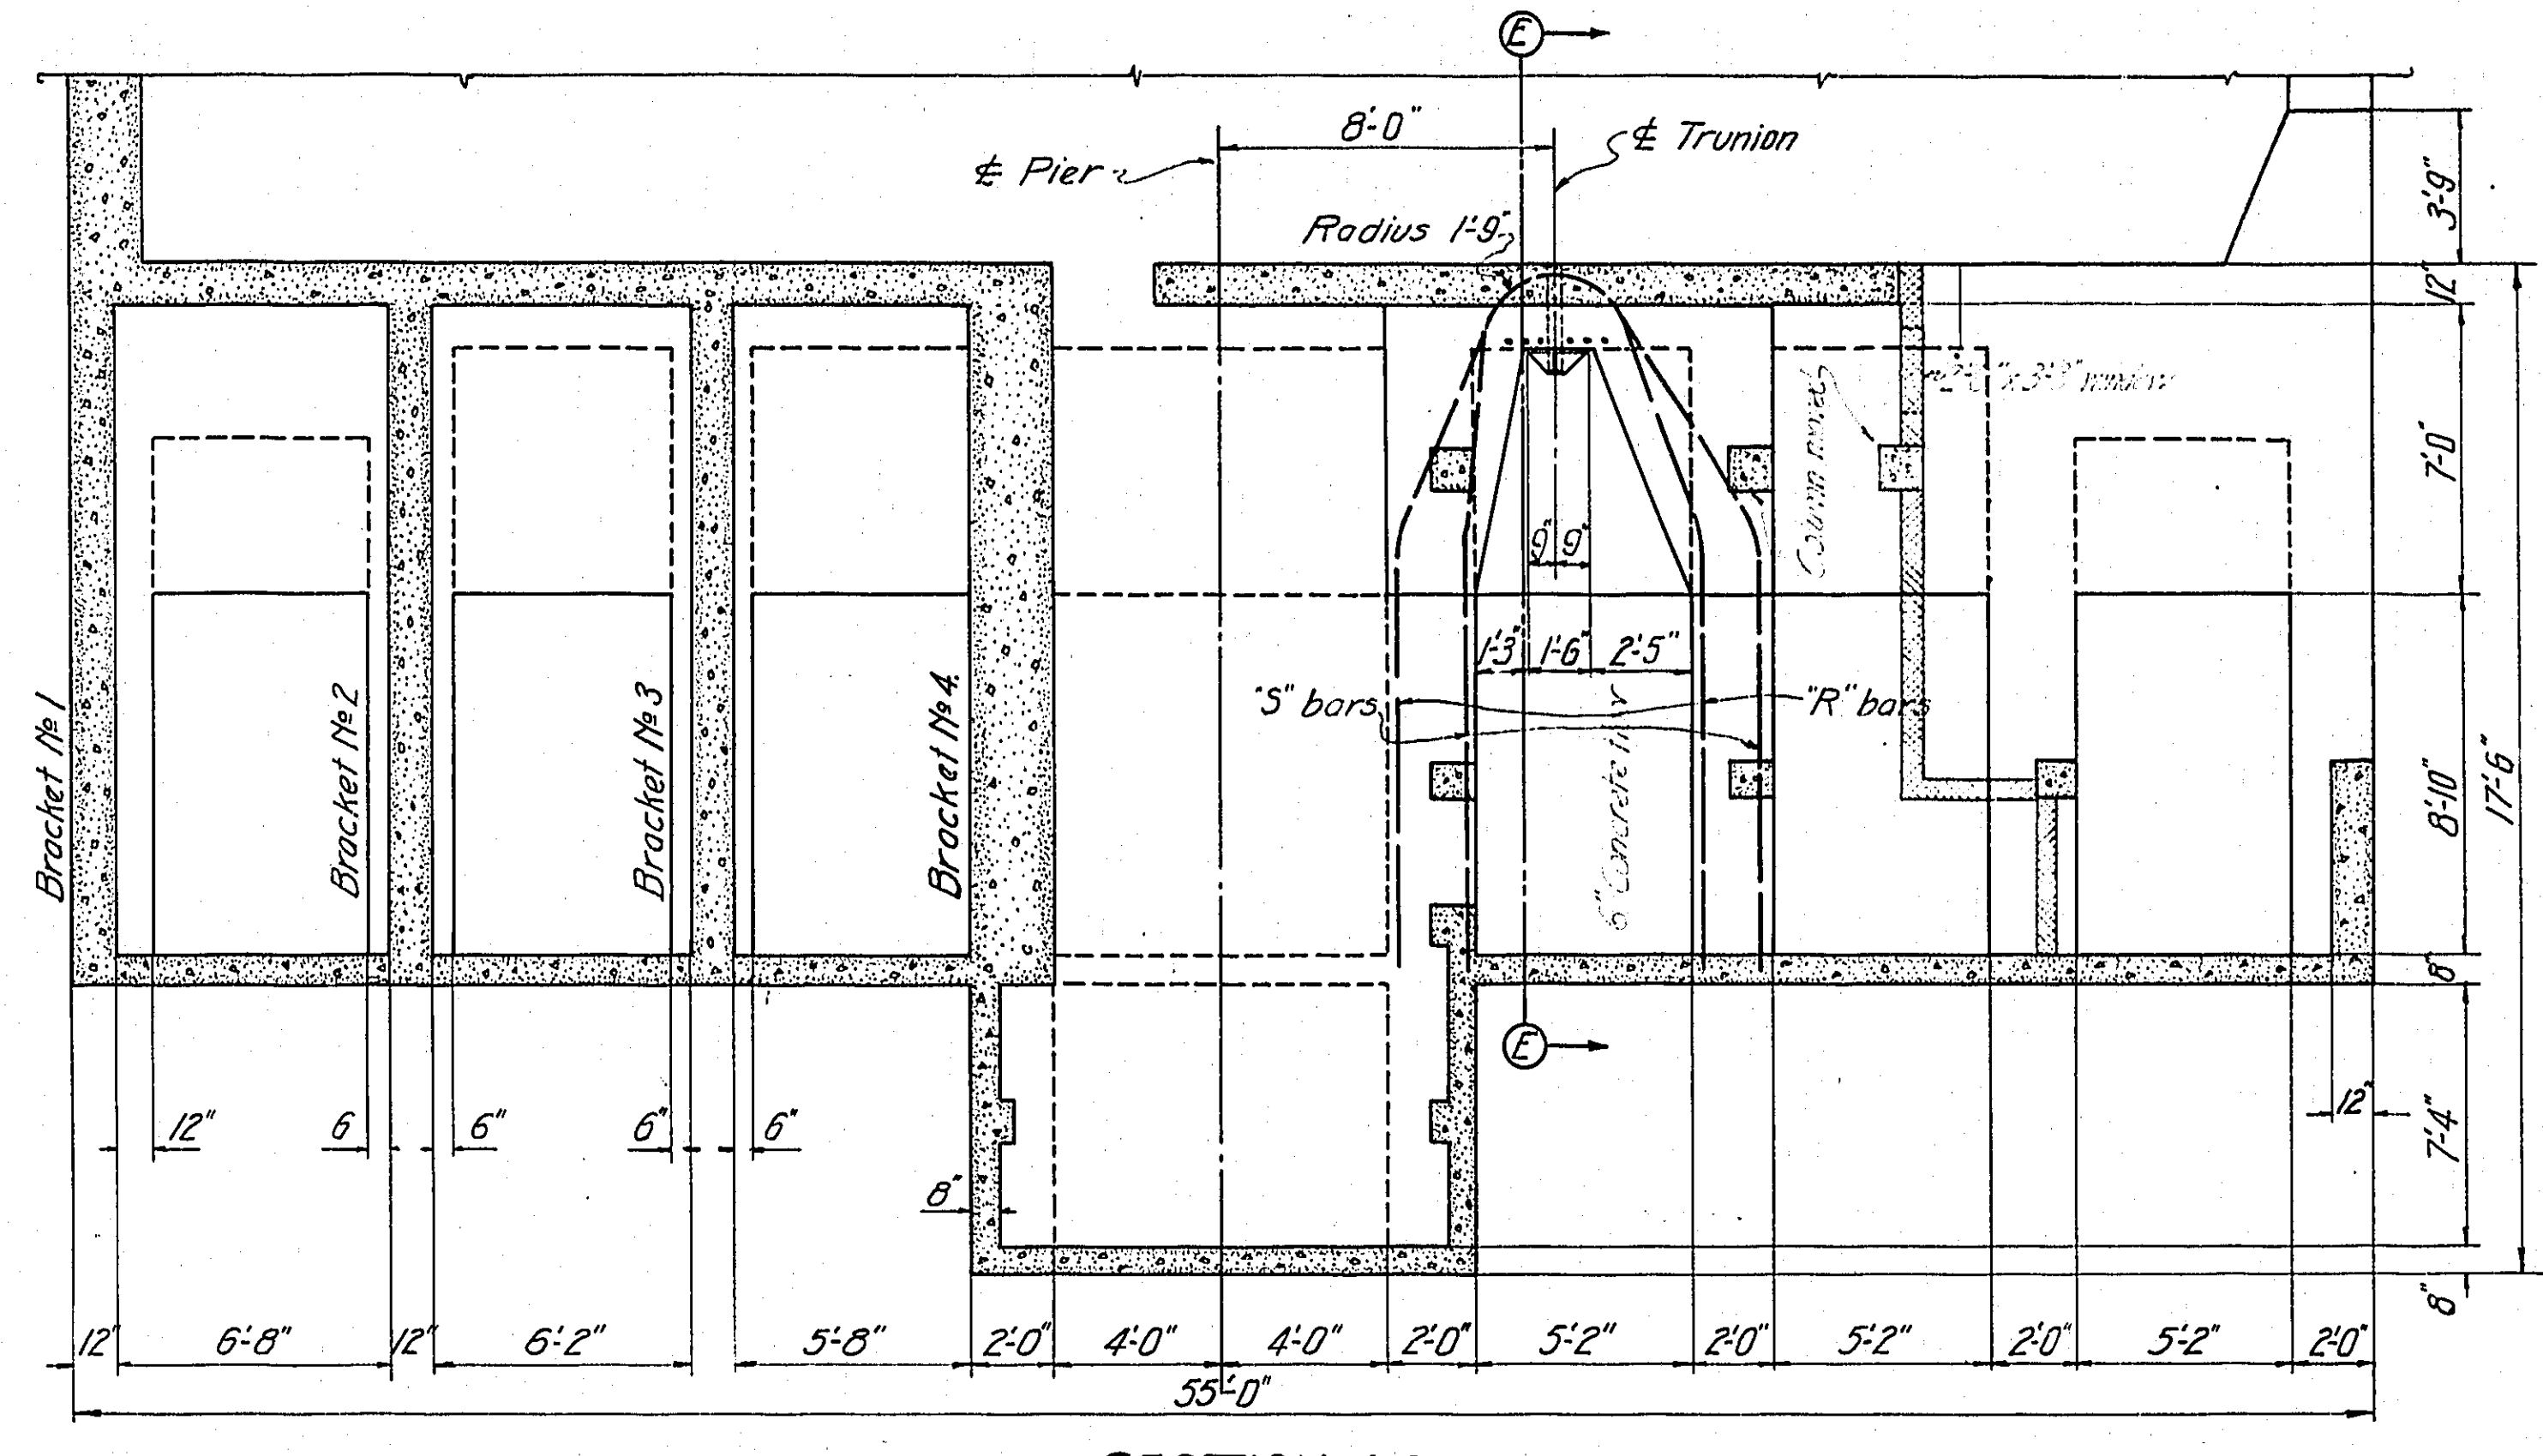 E
8'-0"
℄ Trunion
℄ Pier
Radius 1'-9"
3'-9"
12"
7'-0"
Column
window
9" 9"
1'-3" 1'-6" 2'-5"
"S" bars
"R" bars
6" Concrete
Bracket № 1
Bracket № 2
Bracket № 3
Bracket № 4
8'-10"
17'-6"
8"
E
12" 6 6" 6" 6"
8"
12"
7'-4"
8"
12" 6'-8" 12" 6'-2" 5'-8" 2'-0" 4'-0" 4'-0" 2'-0" 5'-2" 2'-0" 5'-2" 2'-0" 5'-2" 2'-0"
55'-0"